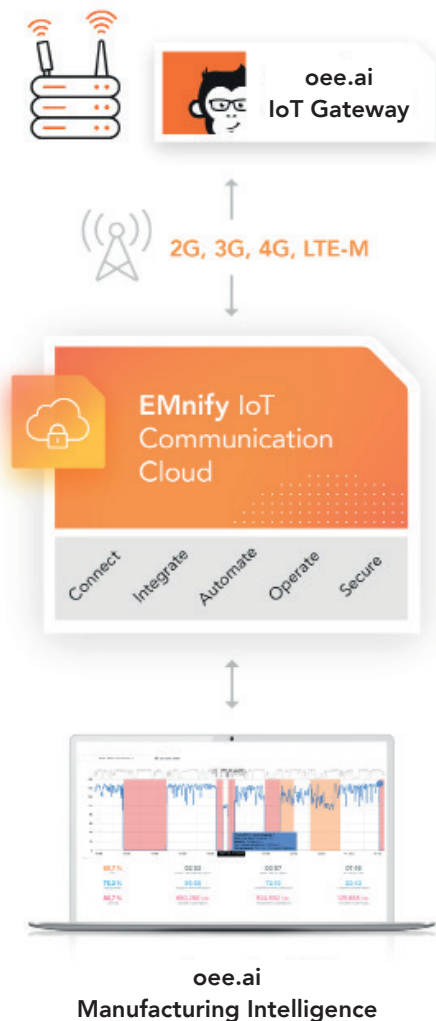 oee.ai
IoT Gateway
2G, 3G, 4G, LTE-M
EMnify IoT
Communication
Cloud
Connect
Integrate
Automate
Operate
Secure
oee.ai
Manufacturing Intelligence